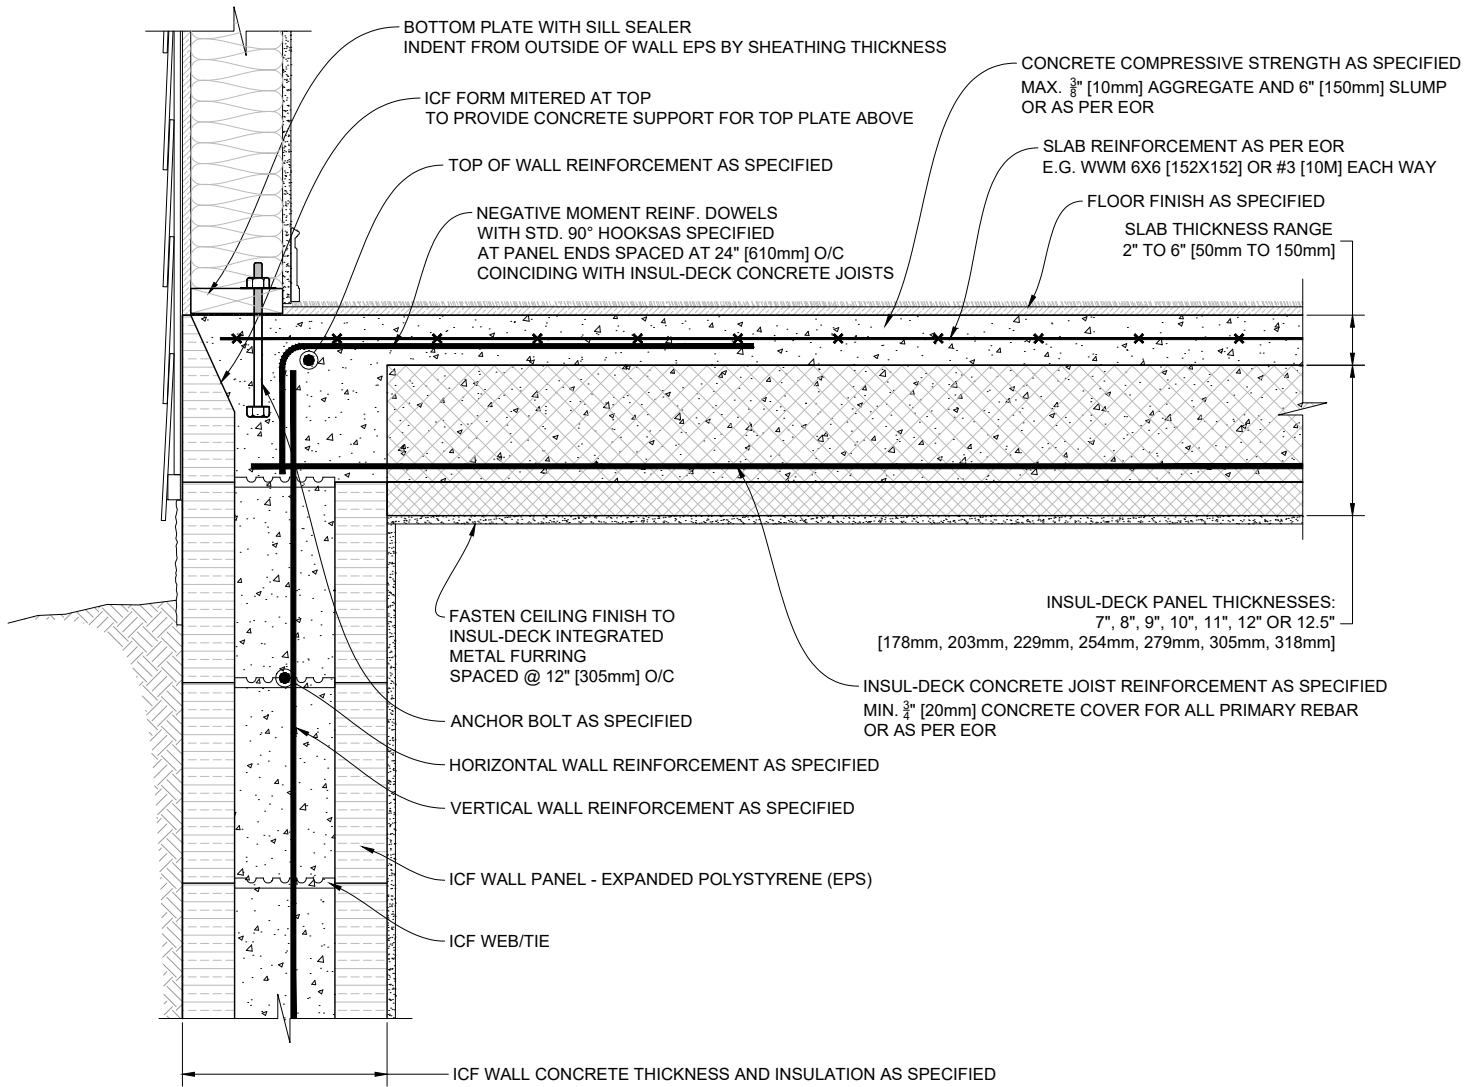 BOTTOM PLATE WITH SILL SEALER
INDENT FROM OUTSIDE OF WALL EPS BY SHEATHING THICKNESS
CONCRETE COMPRESSIVE STRENGTH AS SPECIFIED
MAX. 3/8" [10mm] AGGREGATE AND 6" [150mm] SLUMP
OR AS PER EOR
ICF FORM MITERED AT TOP
TO PROVIDE CONCRETE SUPPORT FOR TOP PLATE ABOVE
SLAB REINFORCEMENT AS PER EOR
E.G. WWM 6X6 [152X152] OR #3 [10M] EACH WAY
TOP OF WALL REINFORCEMENT AS SPECIFIED
FLOOR FINISH AS SPECIFIED
NEGATIVE MOMENT REINF. DOWELS
WITH STD. 90° HOOKSAS SPECIFIED
AT PANEL ENDS SPACED AT 24" [610mm] O/C
COINCIDING WITH INSUL-DECK CONCRETE JOISTS
SLAB THICKNESS RANGE
2" TO 6" [50mm TO 150mm]
INSUL-DECK PANEL THICKNESSES:
7", 8", 9", 10", 11", 12" OR 12.5"
[178mm, 203mm, 229mm, 254mm, 279mm, 305mm, 318mm]
FASTEN CEILING FINISH TO
INSUL-DECK INTEGRATED
METAL FURRING
SPACED @ 12" [305mm] O/C
INSUL-DECK CONCRETE JOIST REINFORCEMENT AS SPECIFIED
MIN. 3/4" [20mm] CONCRETE COVER FOR ALL PRIMARY REBAR
OR AS PER EOR
ANCHOR BOLT AS SPECIFIED
HORIZONTAL WALL REINFORCEMENT AS SPECIFIED
VERTICAL WALL REINFORCEMENT AS SPECIFIED
ICF WALL PANEL - EXPANDED POLYSTYRENE (EPS)
ICF WEB/TIE
ICF WALL CONCRETE THICKNESS AND INSULATION AS SPECIFIED